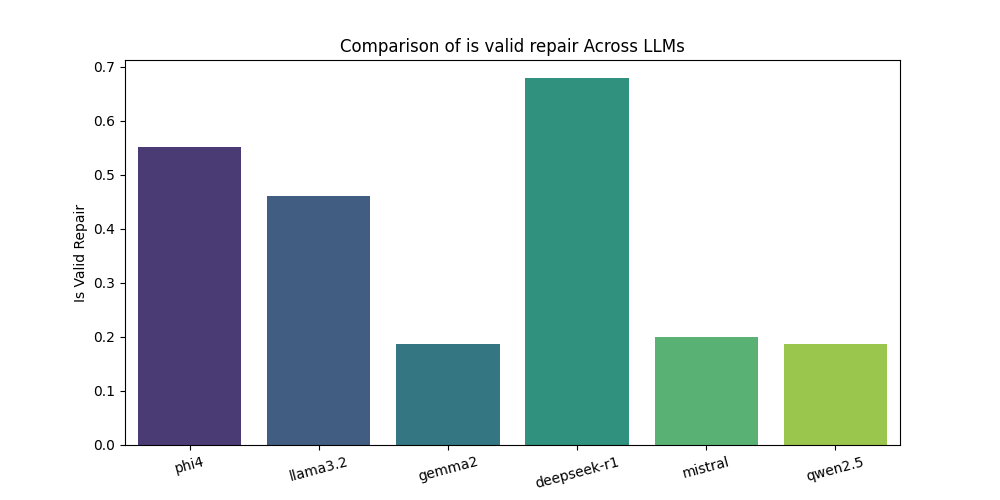 Comparison of is valid repair Across LLMs
Is Valid Repair
0.7
0.6
0.5
0.4
0.3
0.2
0.1
0.0
phi4
llama3.2
gemma2
deepseek-r1
mistral
qwen2.5